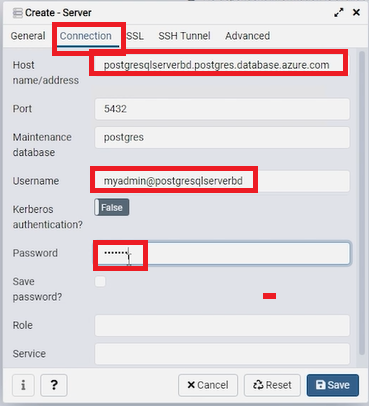 Create - Server
General Connection SSL SSH Tunnel Advanced
Host
name/address
postgresqlserverbd.postgres.database.azure.com
Port
5432
Maintenance
database
postgres
Username
myadmin@postgresqlserverbd
Kerberos
authentication?
False
Password
•••••••
Save
password?
Role
Service
i ? Cancel Reset Save